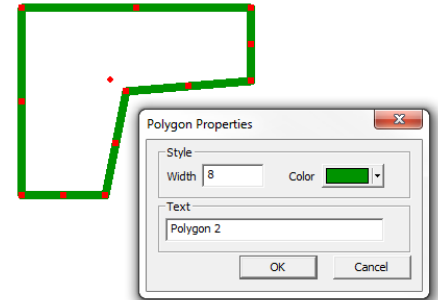 Polygon Properties
Style
Width 8 Color
Text
Polygon 2
OK Cancel